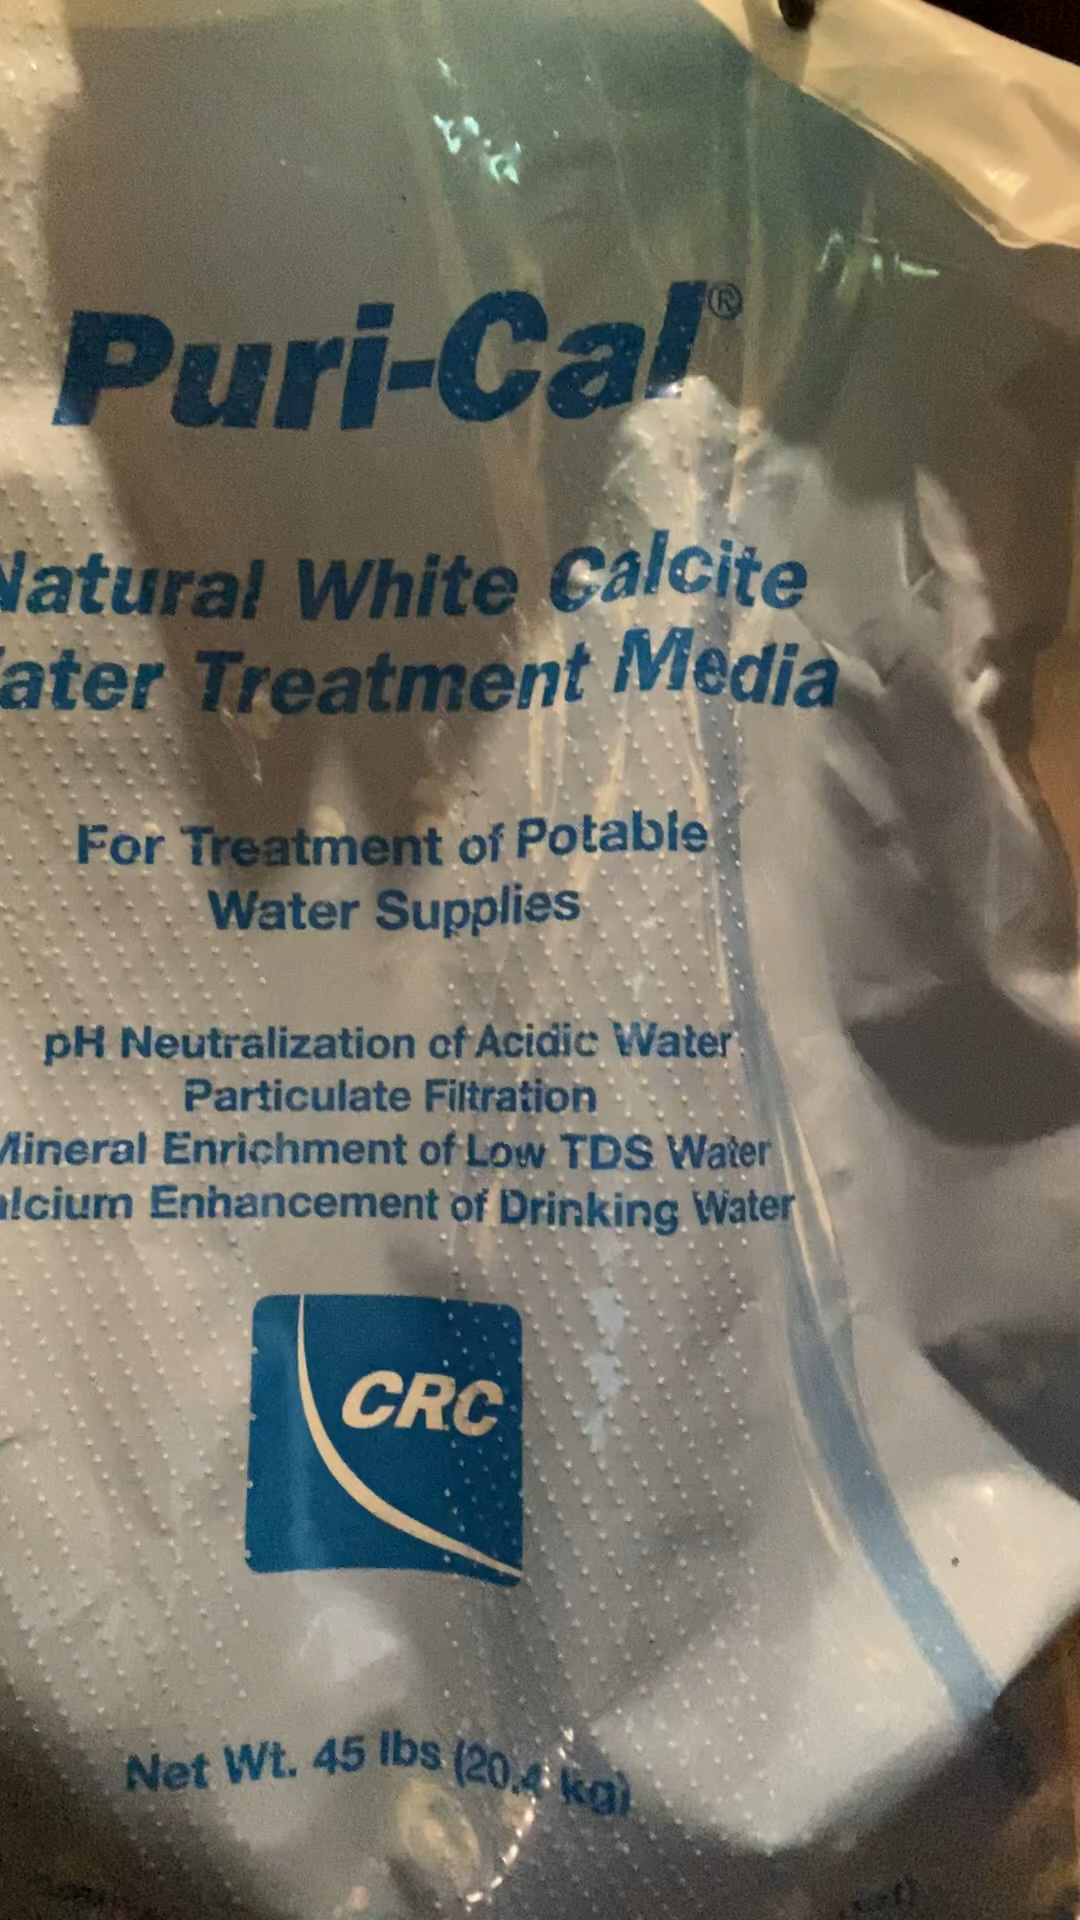 Puri-Cal®
Natural White Calcite
ater Treatment Media
For Treatment of Potable
Water Supplies
pH Neutralization of Acidic Water
Particulate Filtration
Mineral Enrichment of Low TDS Water
lcium Enhancement of Drinking Water
CRC
Net Wt. 45 lbs (20.4 kg)